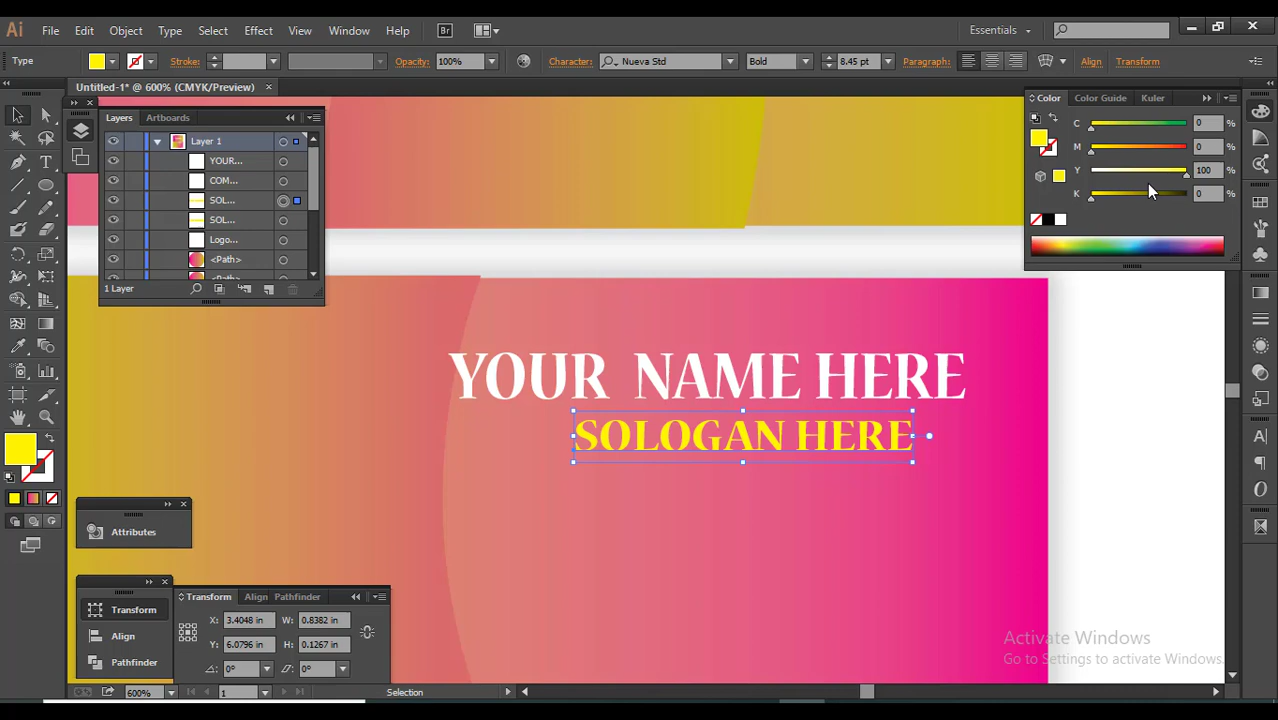 Ai File Edit Object Type Select Effect View Window Help Br Essentials
Type Stroke: Opacity: 100% Character: Nueva Std Bold 8.45 pt Paragraph: Align Transform
Untitled-1* @ 600% (CMYK/Preview)
Layers Artboards
Layer 1
YOUR...
COM...
SOL...
SOL...
Logo...
<Path>
<Path>
1 Layer
Color Color Guide Kuler
C 0 %
M 0 %
Y 100 %
K 0 %
YOUR NAME HERE
SOLOGAN HERE
Attributes
Transform
Align
Pathfinder
Transform Align Pathfinder
X: 3.4048 in W: 0.8382 in
Y: 6.0796 in H: 0.1267 in
0° 0°
Activate Windows
Go to Settings to activate Windows.
600% 1 Selection